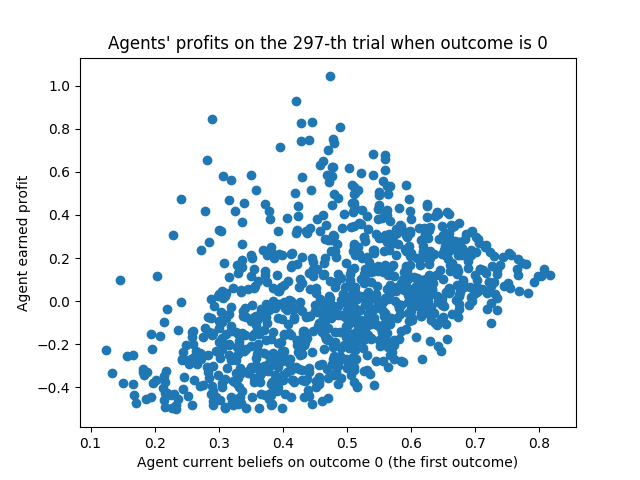 Agents' profits on the 297-th trial when outcome is 0
1.0
0.8
0.6
0.4
0.2
0.0
−0.2
−0.4
Agent earned profit
0.1 0.2 0.3 0.4 0.5 0.6 0.7 0.8
Agent current beliefs on outcome 0 (the first outcome)